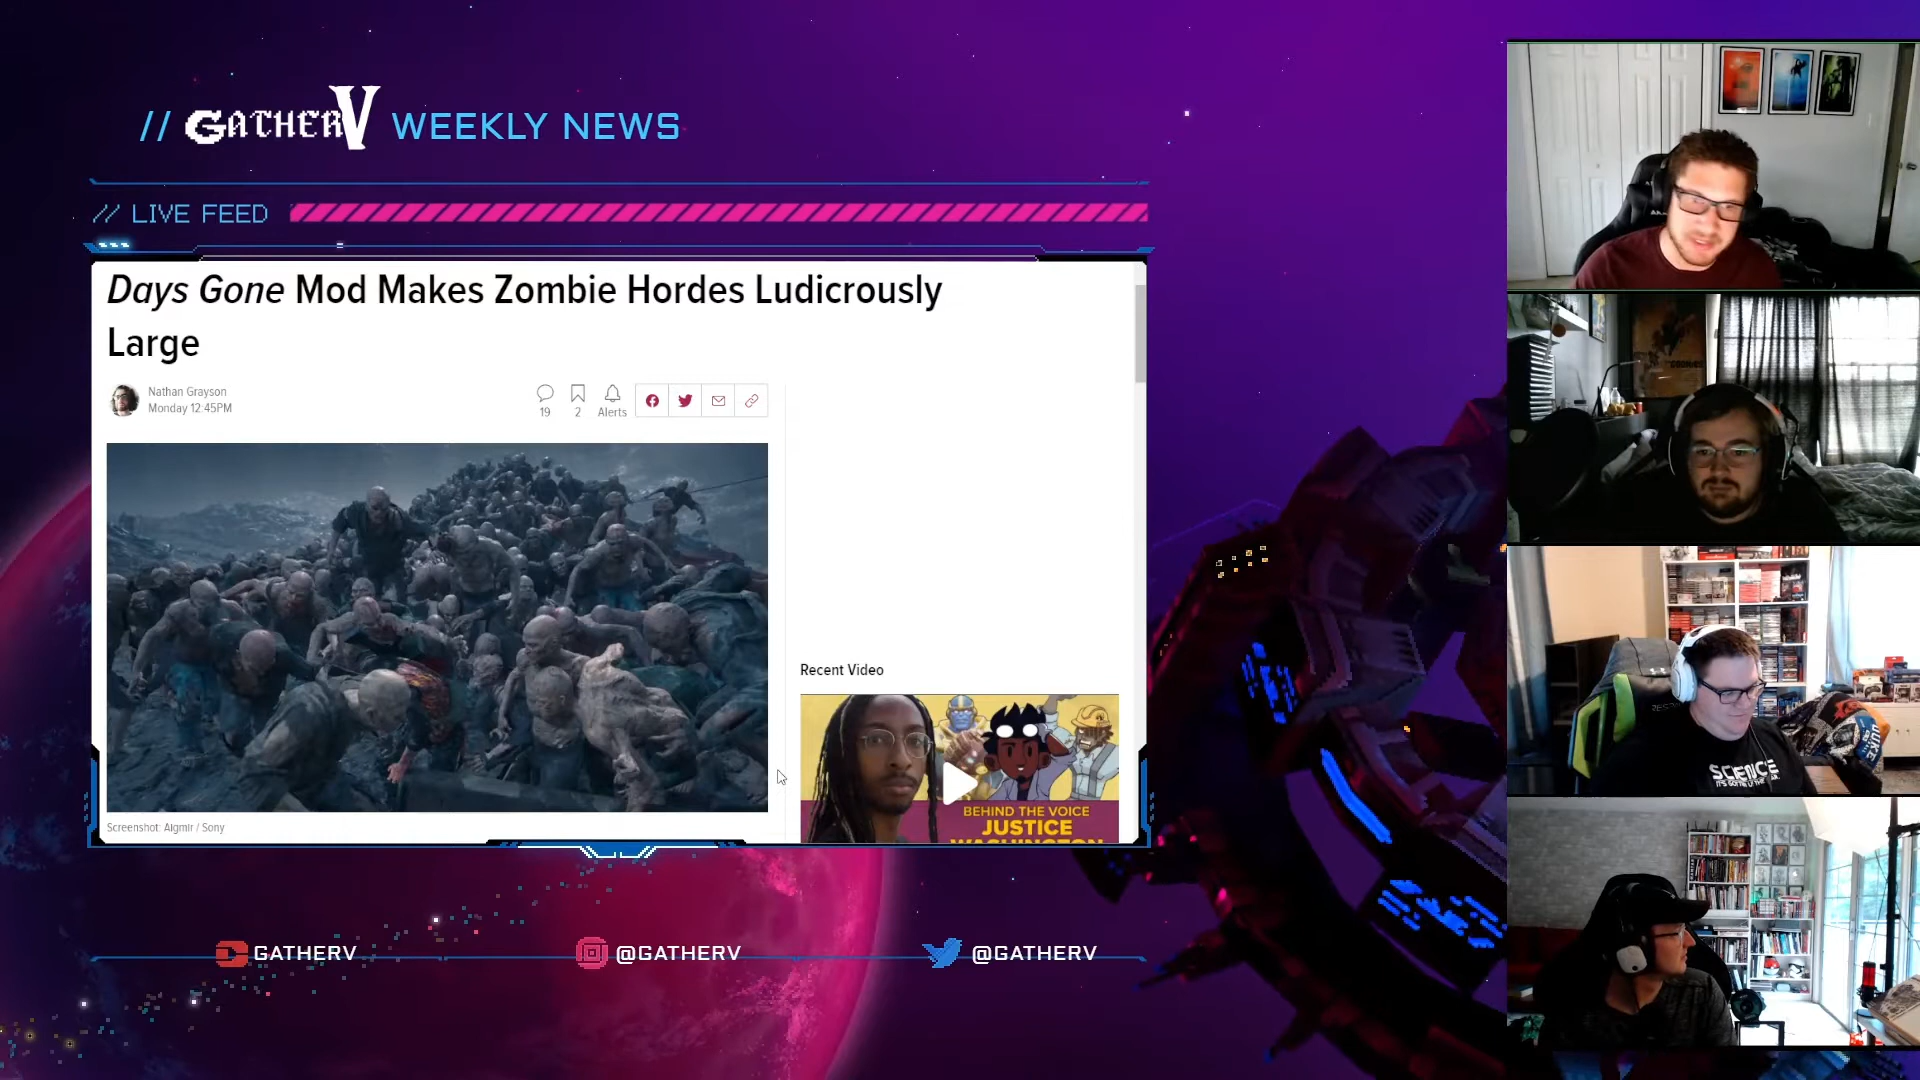 // GATHERV WEEKLY NEWS
// LIVE FEED
Days Gone Mod Makes Zombie Hordes Ludicrously
Large
Nathan Grayson
Monday 12:45PM
19
2
Alerts
Screenshot: Algmir / Sony
Recent Video
BEHIND THE VOICE
JUSTICE
WASHINGTON
GATHERV
@GATHERV
@GATHERV
SCIENCE